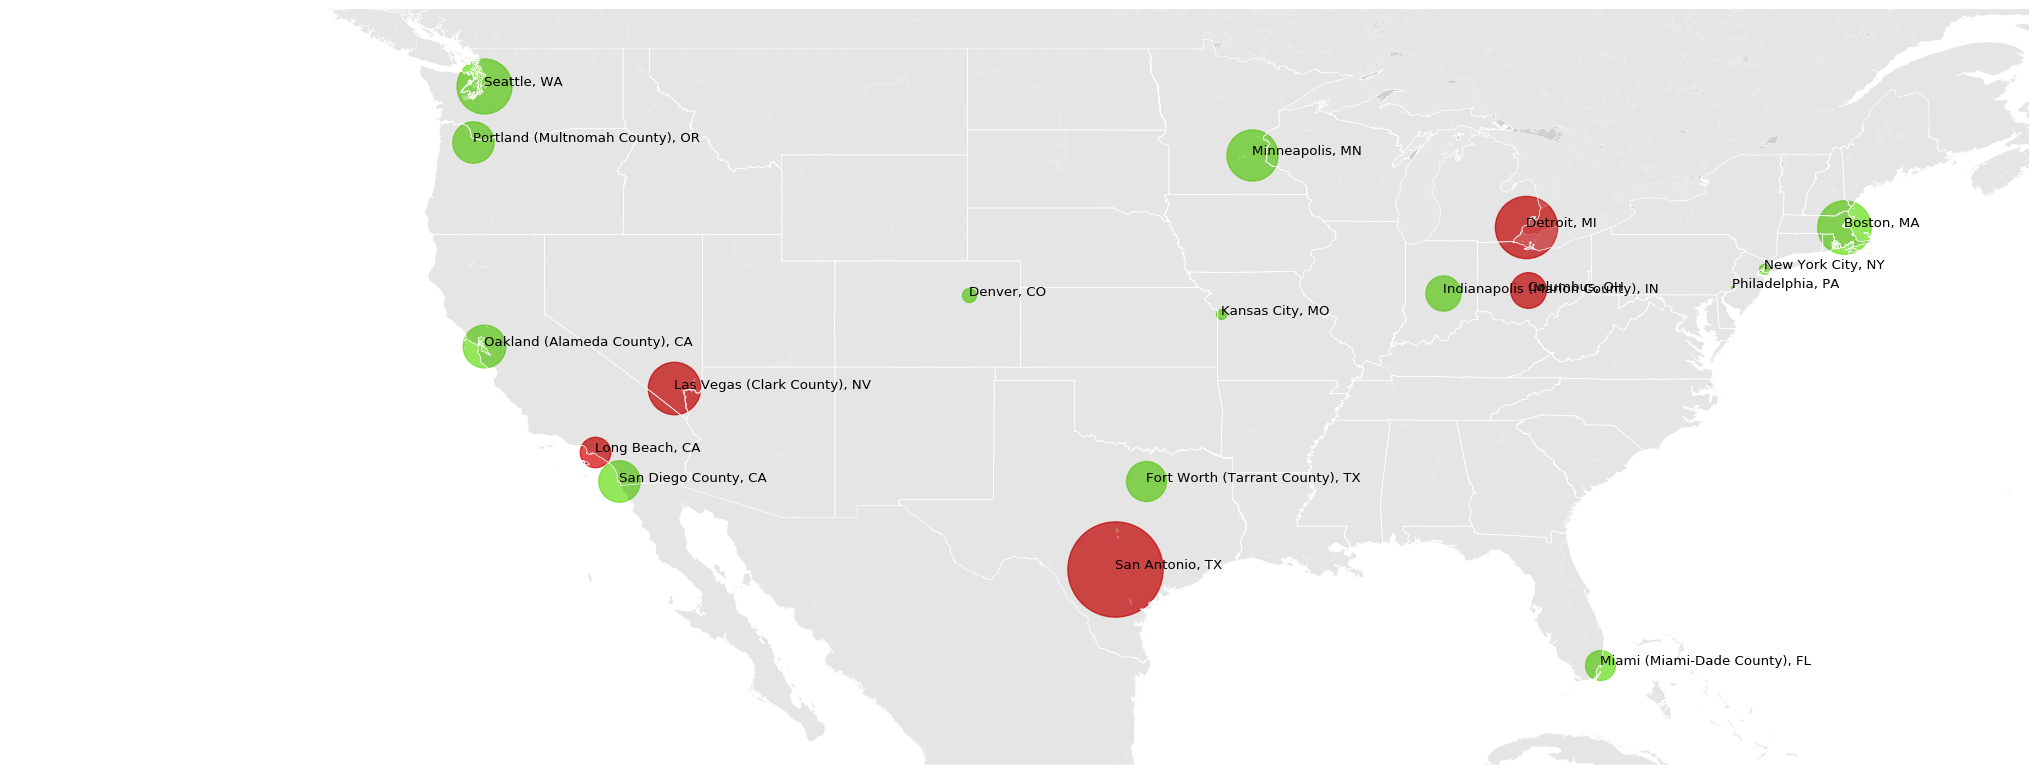 Seattle, WA
Portland (Multnomah County), OR
Minneapolis, MN
Detroit, MI
Boston, MA
New York City, NY
Philadelphia, PA
Denver, CO
Indianapolis (Marion County), IN
Columbus, OH
Kansas City, MO
Oakland (Alameda County), CA
Las Vegas (Clark County), NV
Long Beach, CA
San Diego County, CA
Fort Worth (Tarrant County), TX
San Antonio, TX
Miami (Miami-Dade County), FL